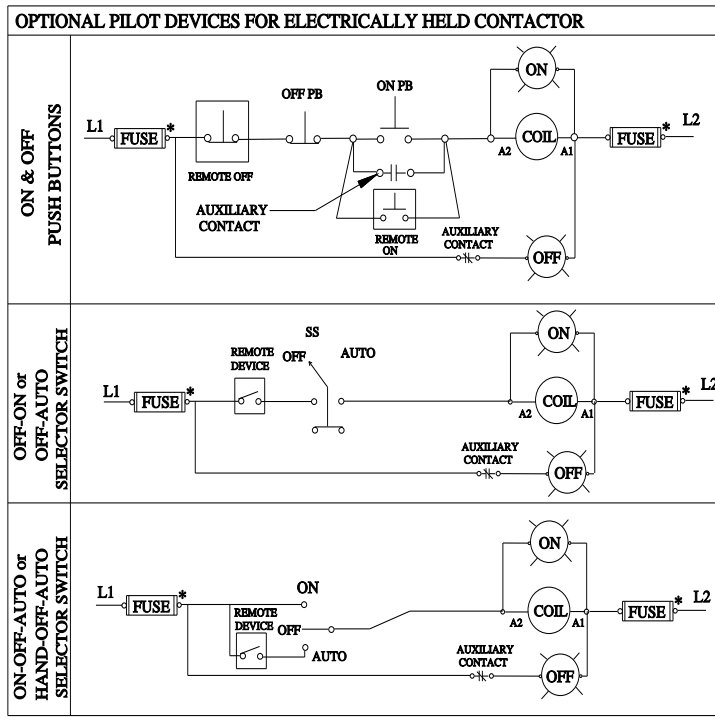 OPTIONAL PILOT DEVICES FOR ELECTRICALLY HELD CONTACTOR
ON & OFF
PUSH BUTTONS
L1
FUSE
*
REMOTE OFF
OFF PB
ON PB
AUXILIARY
CONTACT
REMOTE
ON
AUXILIARY
CONTACT
ON
COIL
A2
A1
OFF
FUSE
*
L2
OFF-ON or
OFF-AUTO
SELECTOR SWITCH
L1
FUSE
*
REMOTE
DEVICE
SS
OFF
AUTO
AUXILIARY
CONTACT
ON
COIL
A2
A1
OFF
FUSE
*
L2
ON-OFF-AUTO or
HAND-OFF-AUTO
SELECTOR SWITCH
L1
FUSE
*
REMOTE
DEVICE
ON
OFF
AUTO
AUXILIARY
CONTACT
ON
COIL
A2
A1
OFF
FUSE
*
L2